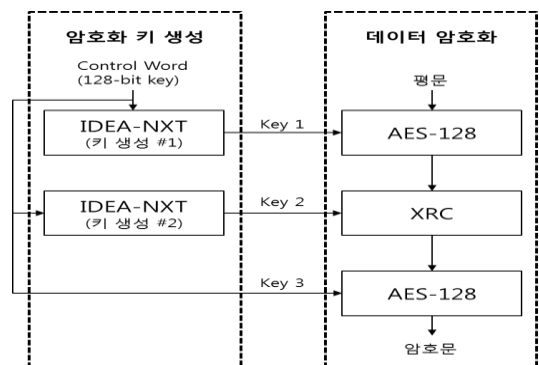 암호화 키 생성
데이터 암호화
Control Word
(128-bit key)
평문
IDEA-NXT
(키 생성 #1)
Key 1
AES-128
IDEA-NXT
(키 생성 #2)
Key 2
XRC
Key 3
AES-128
암호문